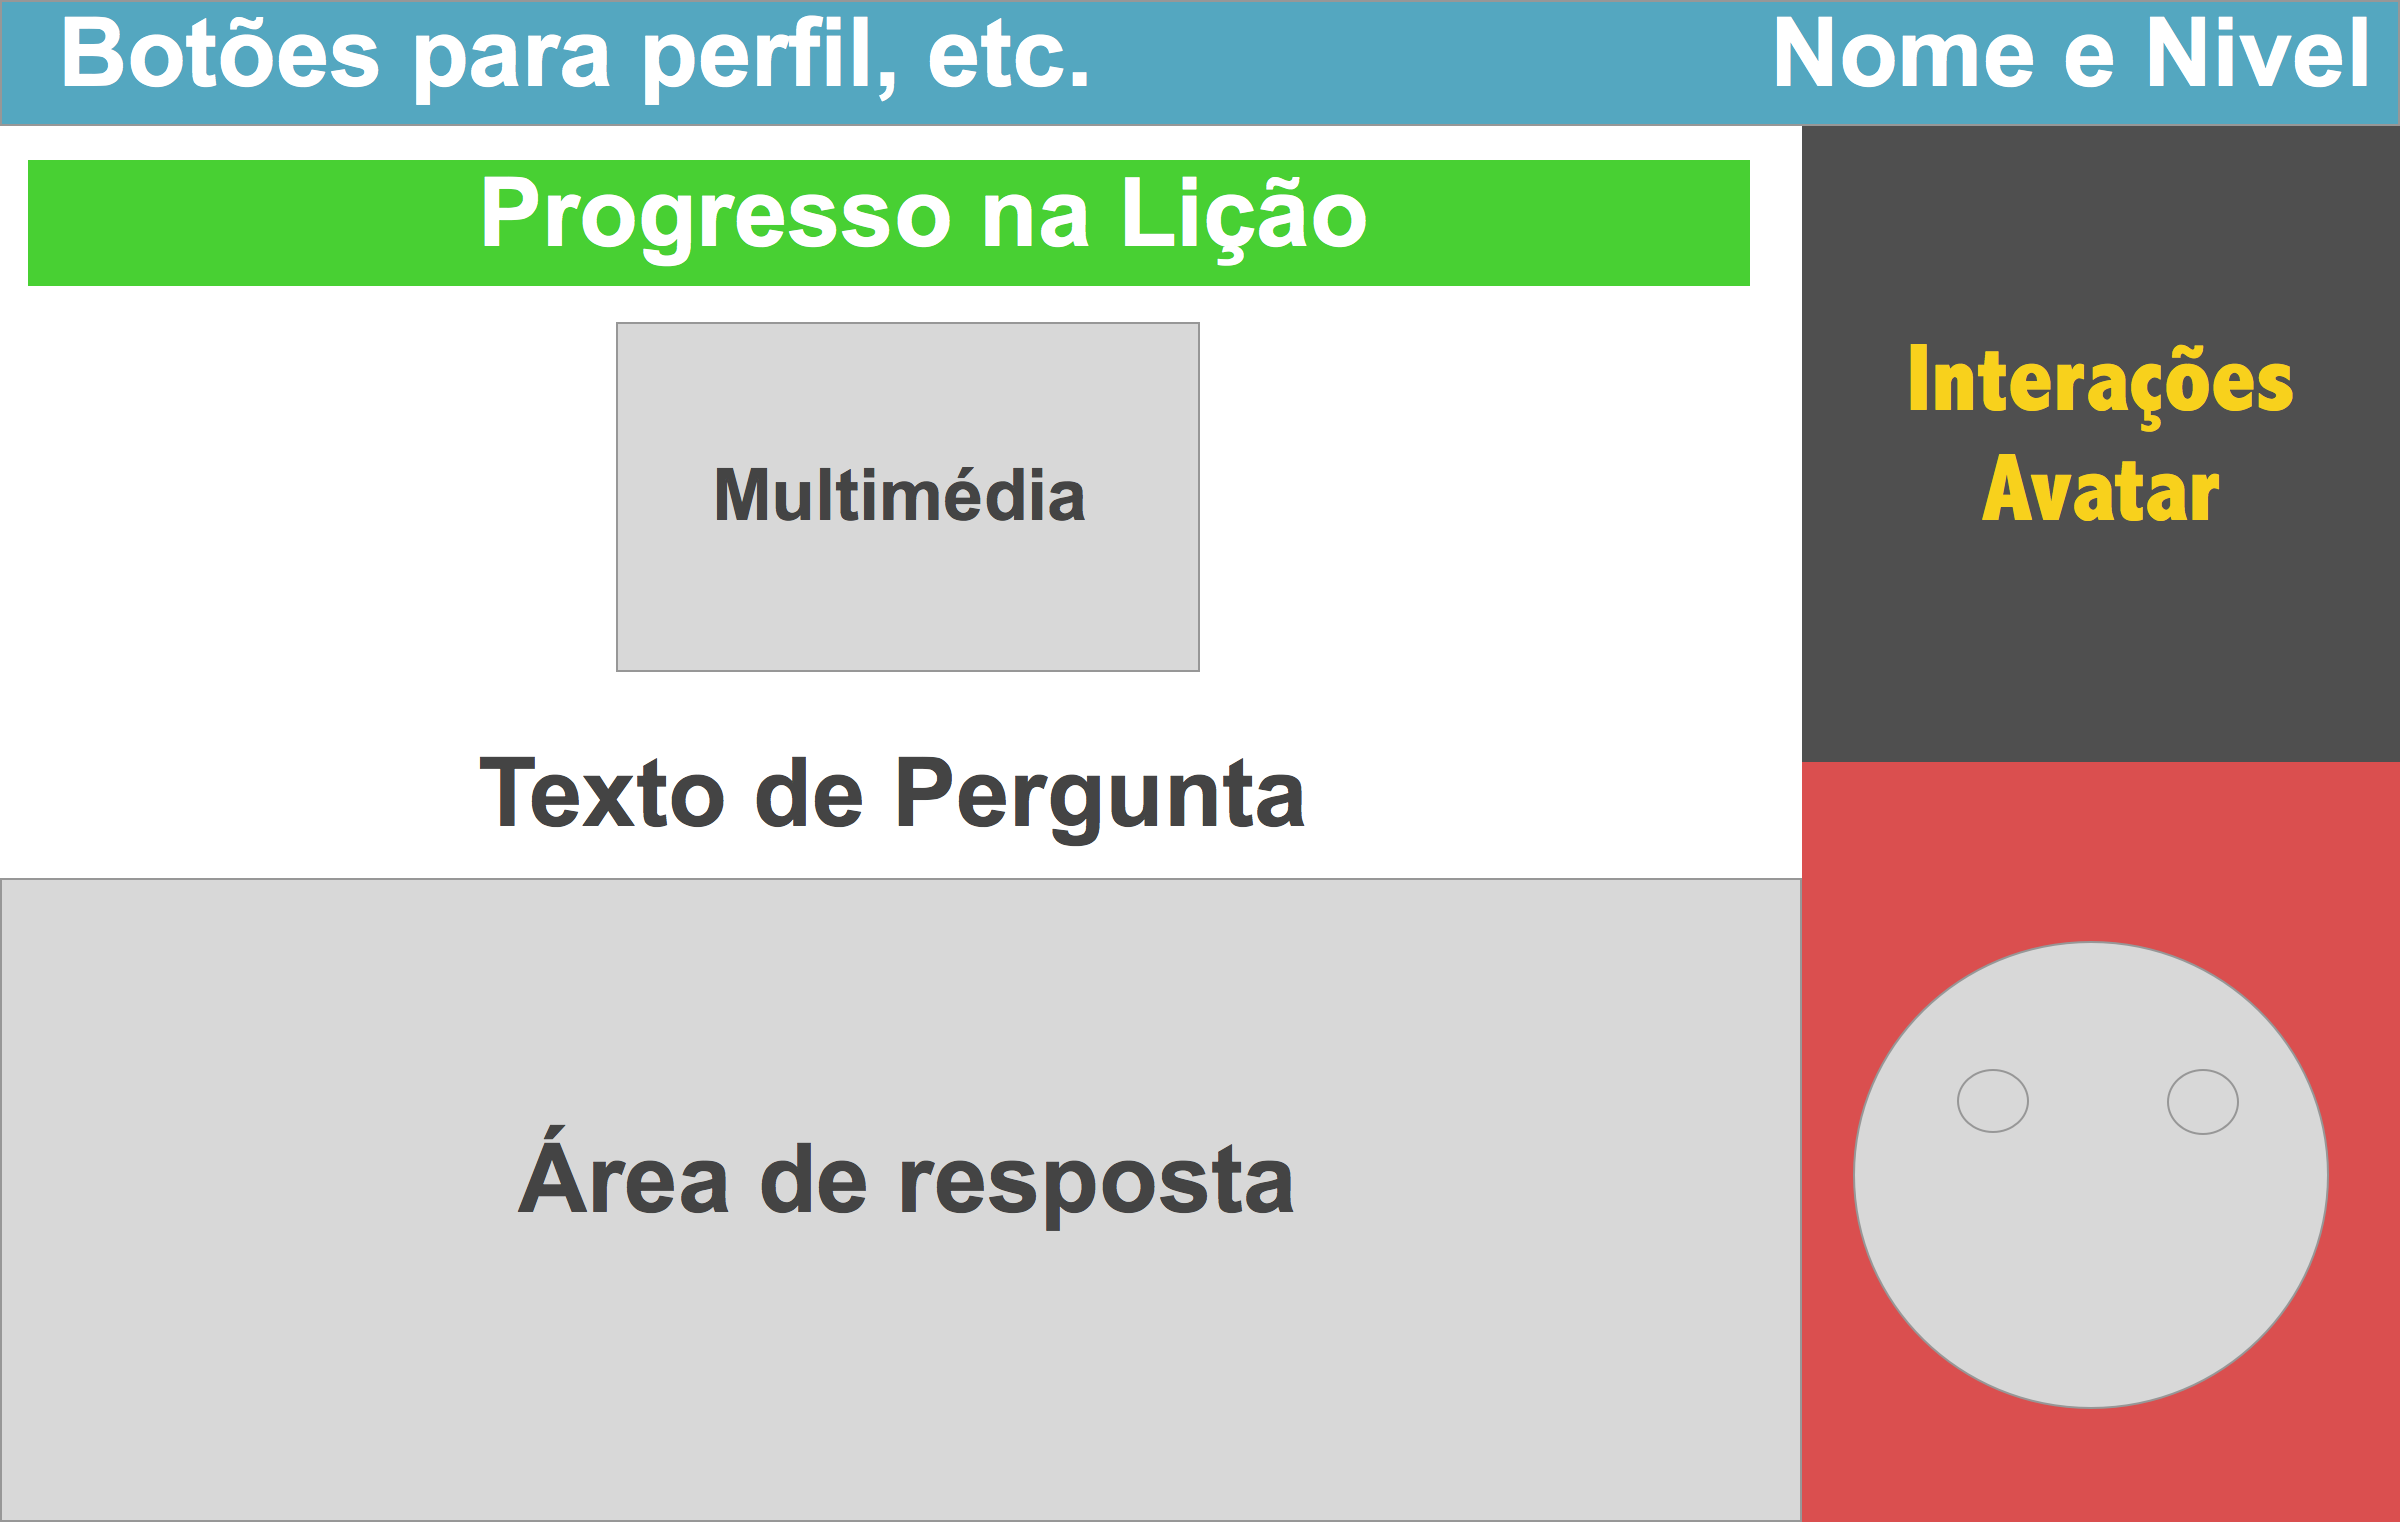 Botões para perfil, etc.
Nome e Nivel
Progresso na Lição
Multimédia
Texto de Pergunta
Área de resposta
Interações
Avatar